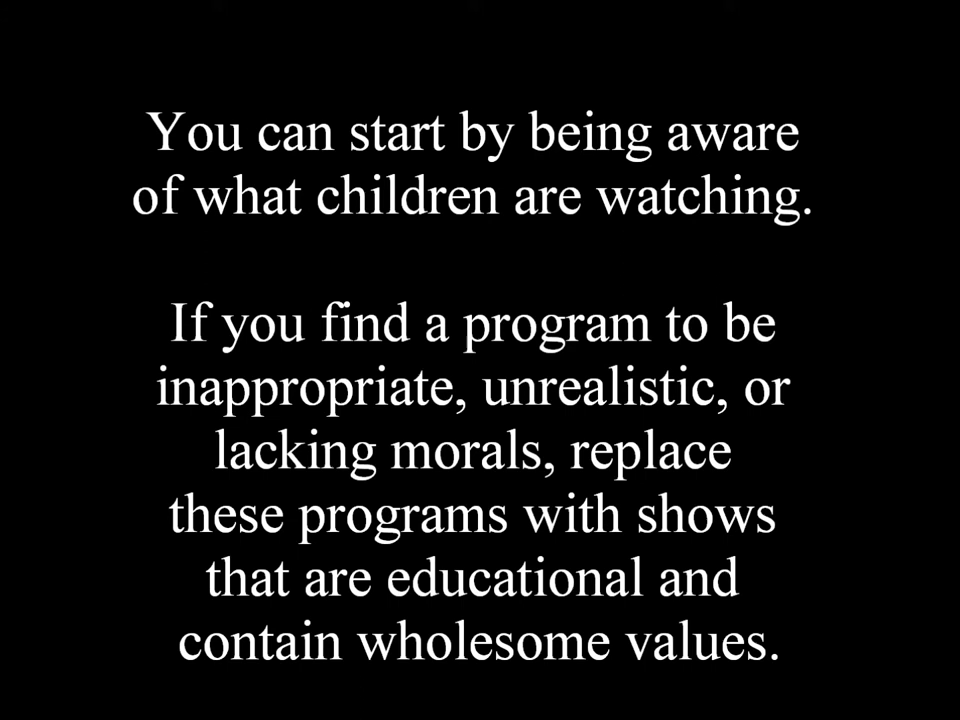 You can start by being aware
of what children are watching.
If you find a program to be
inappropriate, unrealistic, or
lacking morals, replace
these programs with shows
that are educational and
contain wholesome values.